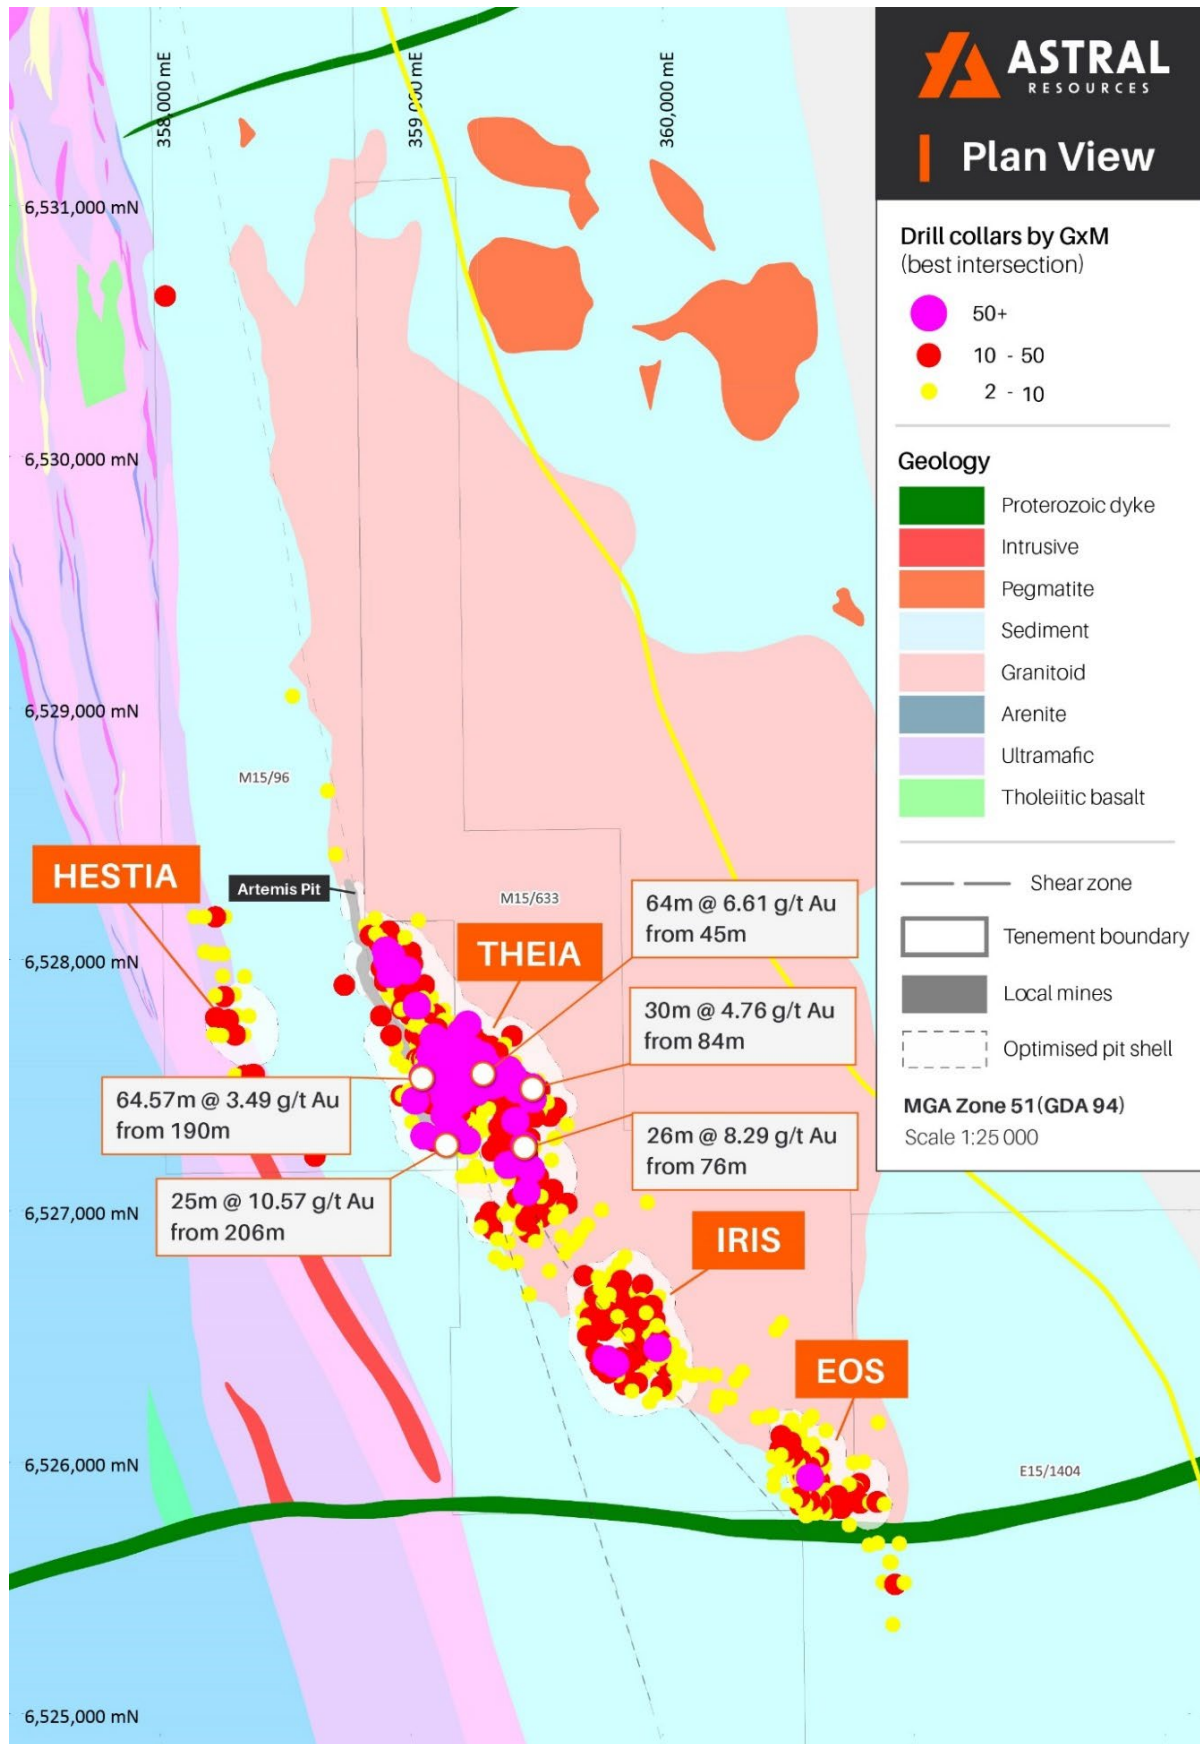 358,000 mE
359,000 mE
360,000 mE
6,531,000 mN
6,530,000 mN
6,529,000 mN
6,528,000 mN
6,527,000 mN
6,526,000 mN
6,525,000 mN
M15/96
HESTIA
Artemis Pit
M15/633
THEIA
64m @ 6.61 g/t Au
from 45m
30m @ 4.76 g/t Au
from 84m
64.57m @ 3.49 g/t Au
from 190m
26m @ 8.29 g/t Au
from 76m
25m @ 10.57 g/t Au
from 206m
IRIS
EOS
E15/1404
ASTRAL
RESOURCES
Plan View
Drill collars by GxM
(best intersection)
50+
10 - 50
2 - 10
Geology
Proterozoic dyke
Intrusive
Pegmatite
Sediment
Granitoid
Arenite
Ultramafic
Tholeiitic basalt
Shear zone
Tenement boundary
Local mines
Optimised pit shell
MGA Zone 51(GDA 94)
Scale 1:25 000